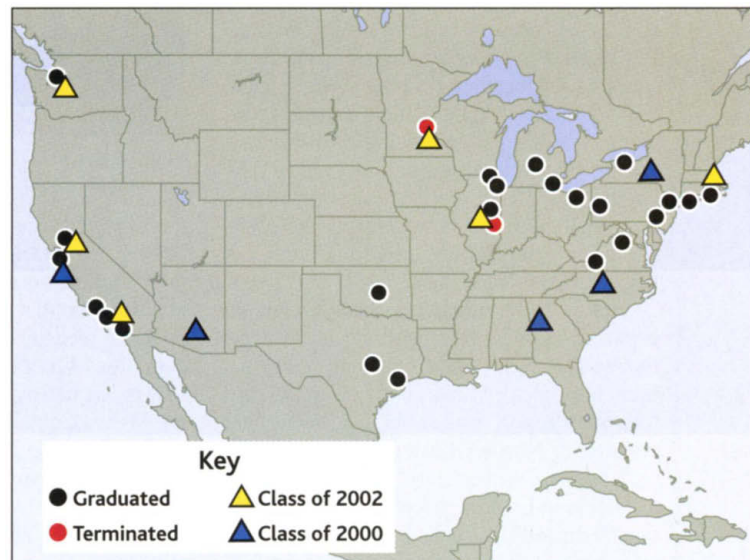 Key
Graduated
Class of 2002
Terminated
Class of 2000